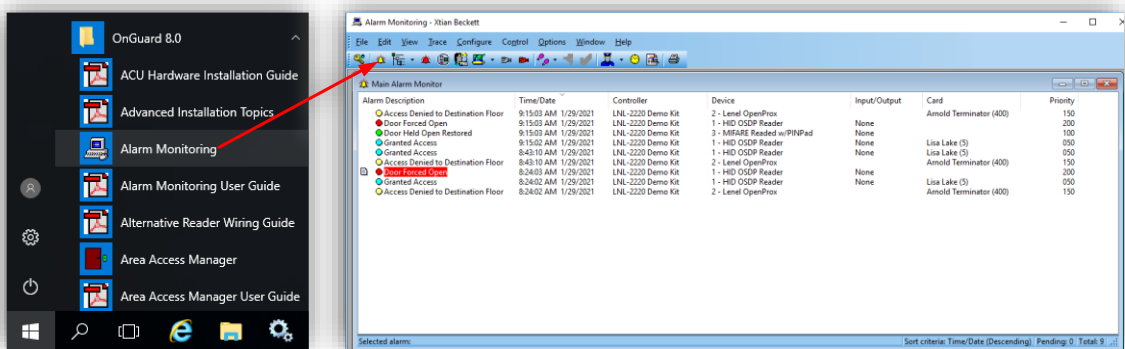 OnGuard 8.0
ACU Hardware Installation Guide
Advanced Installation Topics
Alarm Monitoring
Alarm Monitoring User Guide
Alternative Reader Wiring Guide
Area Access Manager
Area Access Manager User Guide
Alarm Monitoring - Xtian Beckett
File Edit View Trace Configure Control Options Window Help
Main Alarm Monitor
Alarm Description Time/Date Controller Device Input/Output Card Priority
Access Denied to Destination Floor 9:15:03 AM 1/29/2021 LNL-2220 Demo Kit 2 - Lenel OpenProx Arnold Terminator (400) 150
Door Forced Open 9:15:03 AM 1/29/2021 LNL-2220 Demo Kit 1 - HID OSDP Reader None 200
Door Held Open Restored 9:15:03 AM 1/29/2021 LNL-2220 Demo Kit 3 - MIFARE Readed w/PINPad None 100
Granted Access 9:15:02 AM 1/29/2021 LNL-2220 Demo Kit 1 - HID OSDP Reader None Lisa Lake (5) 050
Granted Access 8:43:10 AM 1/29/2021 LNL-2220 Demo Kit 1 - HID OSDP Reader None Lisa Lake (5) 050
Access Denied to Destination Floor 8:43:10 AM 1/29/2021 LNL-2220 Demo Kit 2 - Lenel OpenProx Arnold Terminator (400) 150
Door Forced Open 8:24:03 AM 1/29/2021 LNL-2220 Demo Kit 1 - HID OSDP Reader None 200
Granted Access 8:24:02 AM 1/29/2021 LNL-2220 Demo Kit 1 - HID OSDP Reader None Lisa Lake (5) 050
Access Denied to Destination Floor 8:24:02 AM 1/29/2021 LNL-2220 Demo Kit 2 - Lenel OpenProx Arnold Terminator (400) 150
Selected alarm: Sort criteria: Time/Date (Descending) Pending: 0 Total: 9